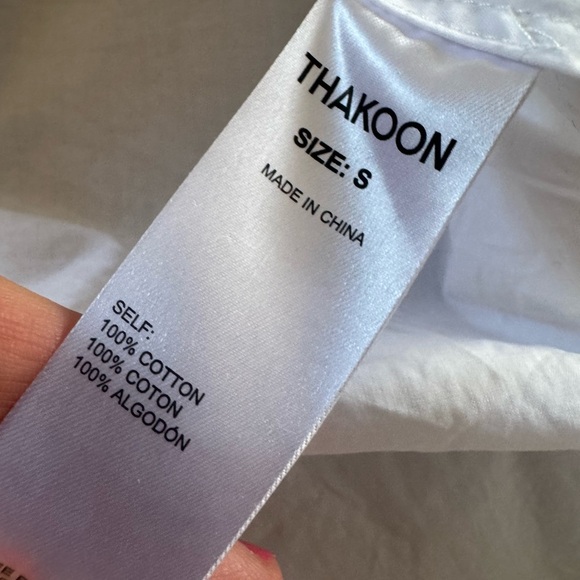 THAKOON
SIZE: S
MADE IN CHINA
SELF:
100% COTTON
100% COTON
100% ALGODÓN